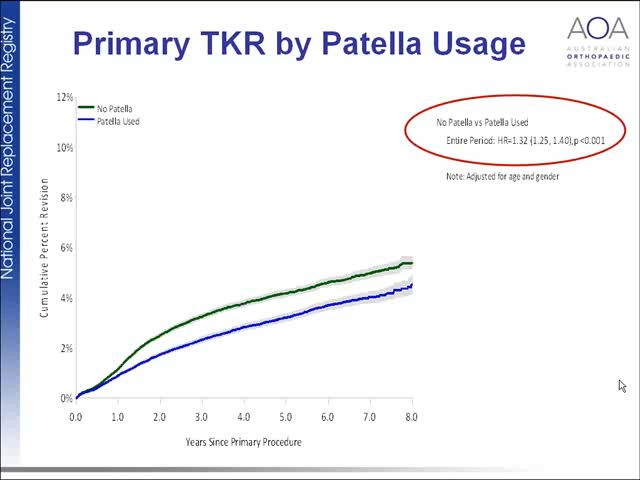 Primary TKR by Patella Usage
AOA
AUSTRALIAN
ORTHOPAEDIC
ASSOCIATION
National Joint Replacement Registry
No Patella
Patella Used
No Patella vs Patella Used
Entire Period: HR=1.32 (1.25, 1.40),p <0.001
Note: Adjusted for age and gender
Cumulative Percent Revision
12%
10%
8%
6%
4%
2%
0%
0.0 1.0 2.0 3.0 4.0 5.0 6.0 7.0 8.0
Years Since Primary Procedure